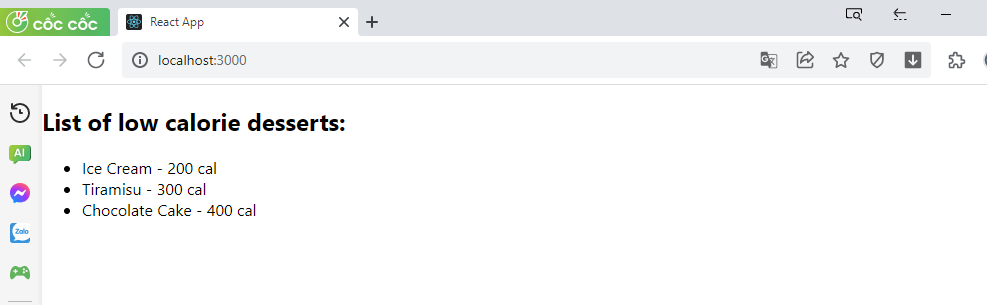 cốc cốc
React App
localhost:3000
List of low calorie desserts:
Ice Cream - 200 cal
Tiramisu - 300 cal
Chocolate Cake - 400 cal
AI
Zalo